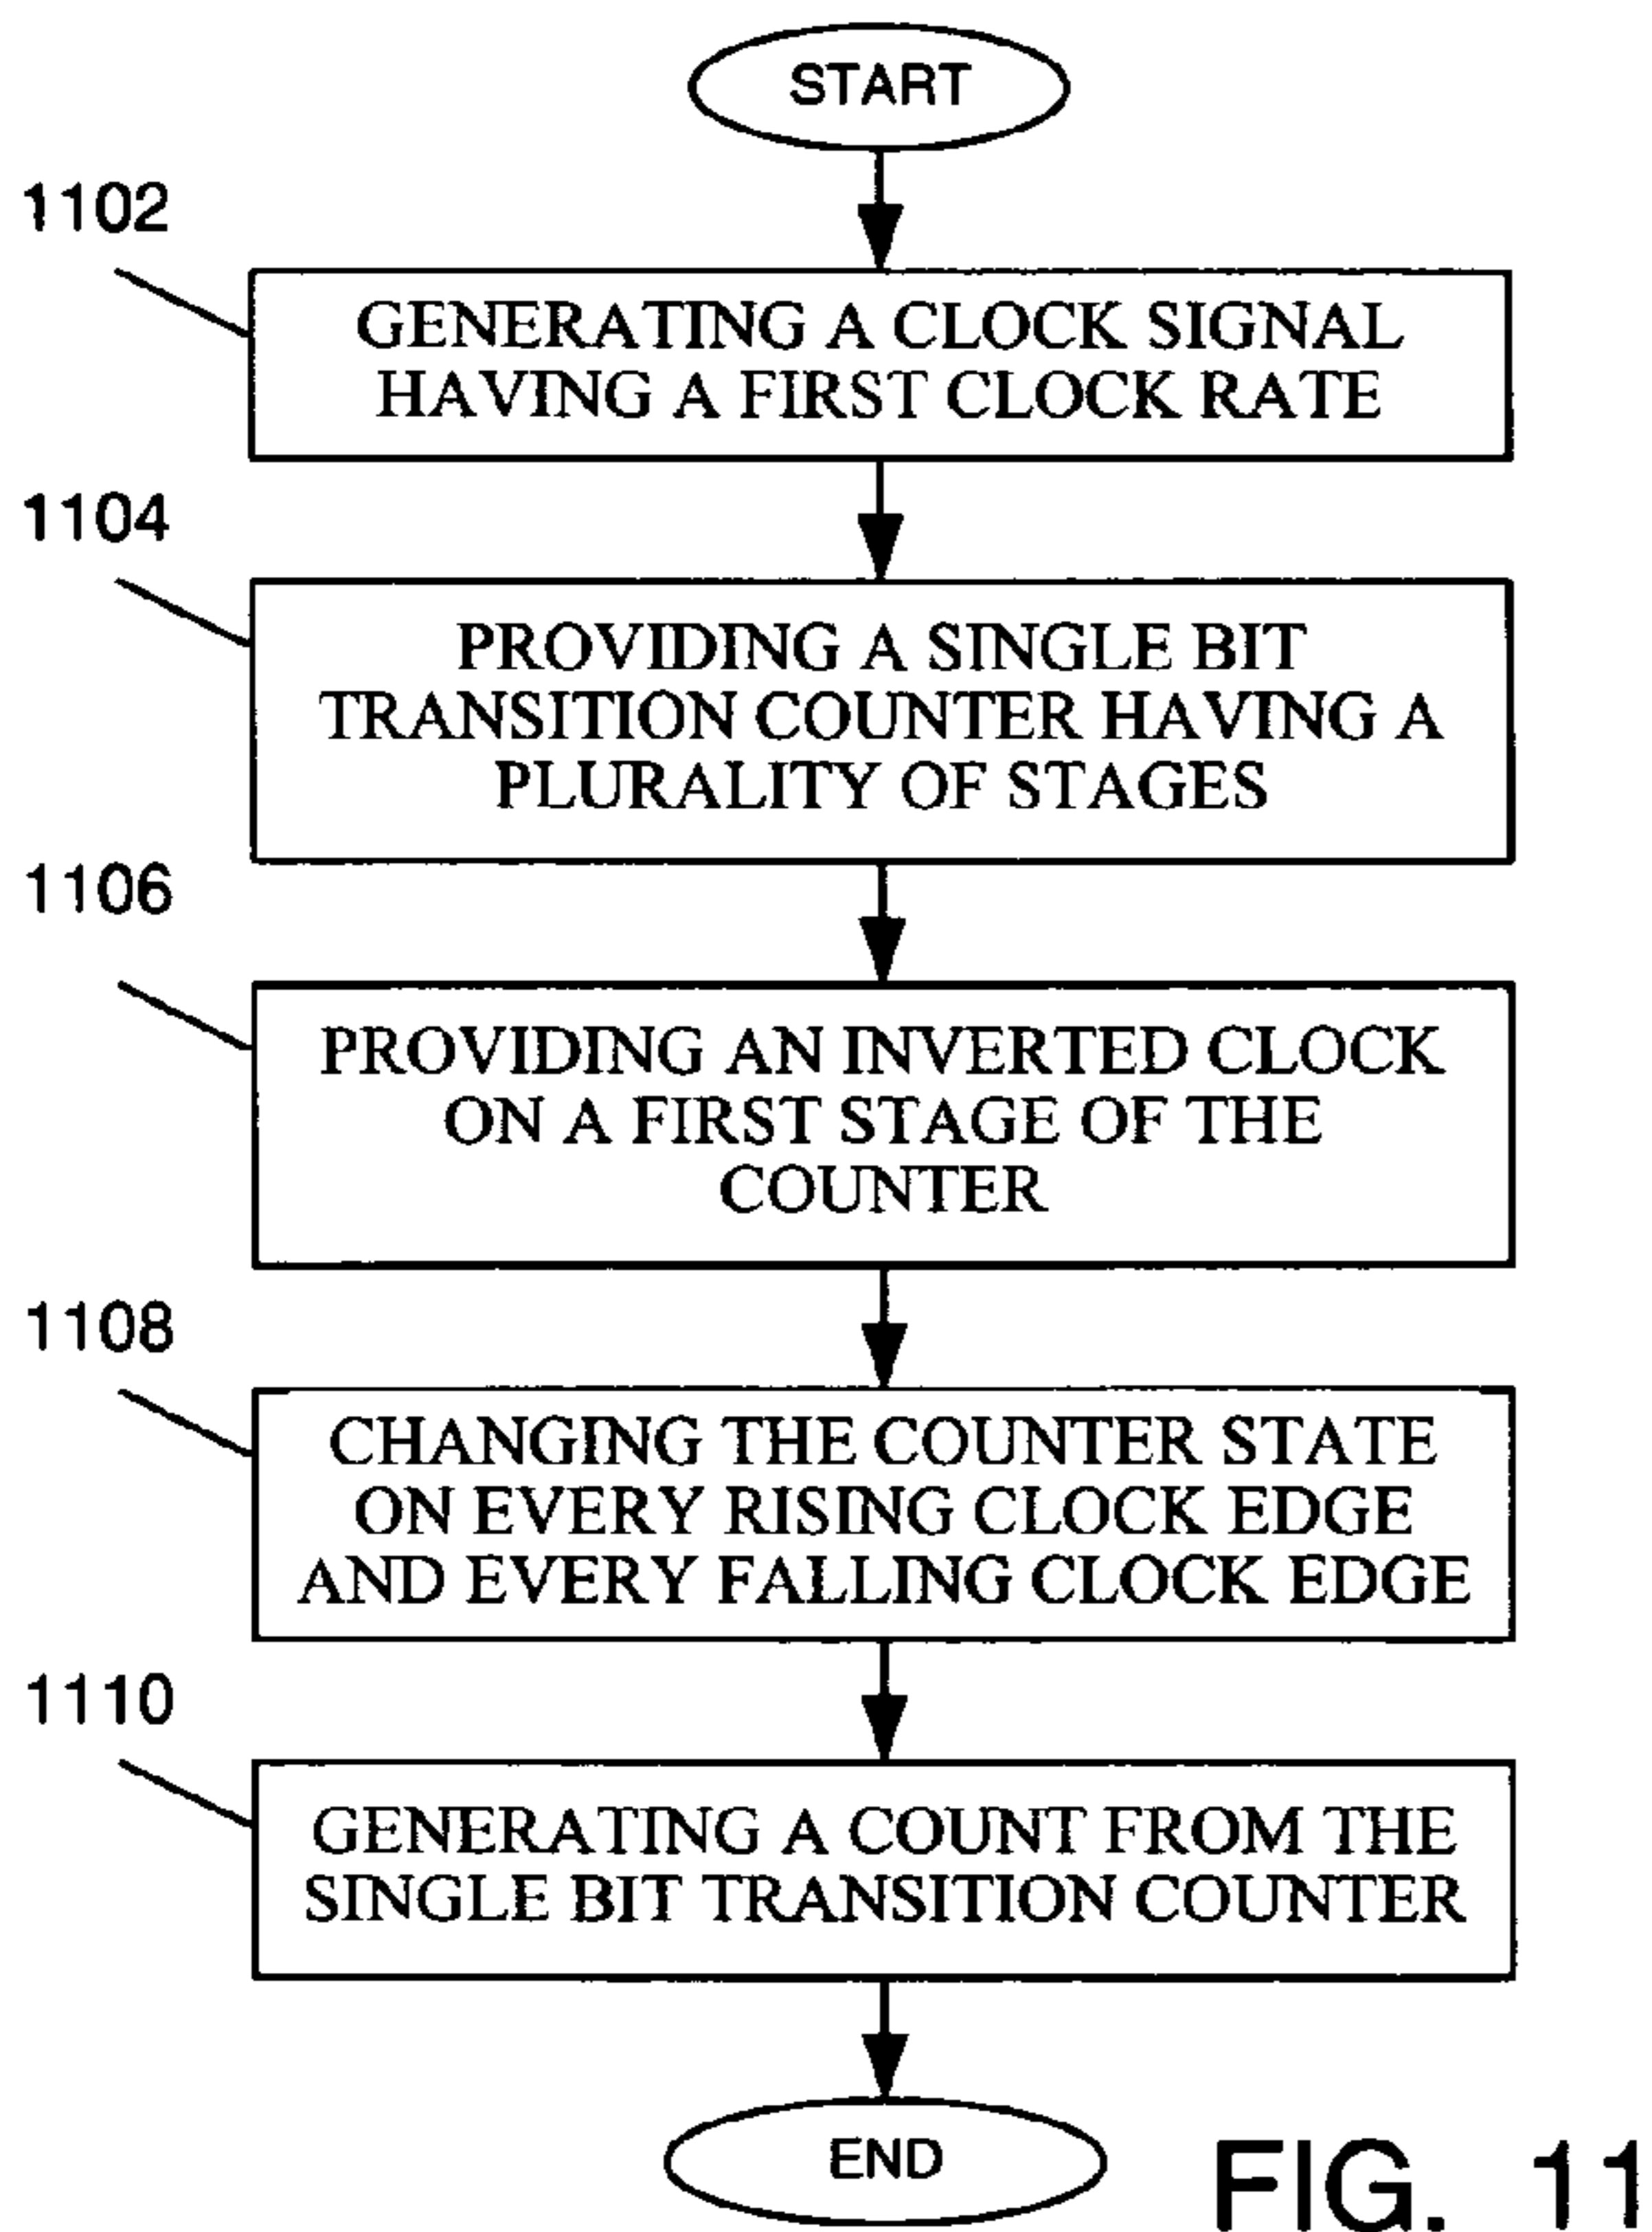 START
1102
GENERATING A CLOCK SIGNAL
HAVING A FIRST CLOCK RATE
1104
PROVIDING A SINGLE BIT
TRANSITION COUNTER HAVING A
PLURALITY OF STAGES
1106
PROVIDING AN INVERTED CLOCK
ON A FIRST STAGE OF THE
COUNTER
1108
CHANGING THE COUNTER STATE
ON EVERY RISING CLOCK EDGE
AND EVERY FALLING CLOCK EDGE
1110
GENERATING A COUNT FROM THE
SINGLE BIT TRANSITION COUNTER
END
FIG. 11